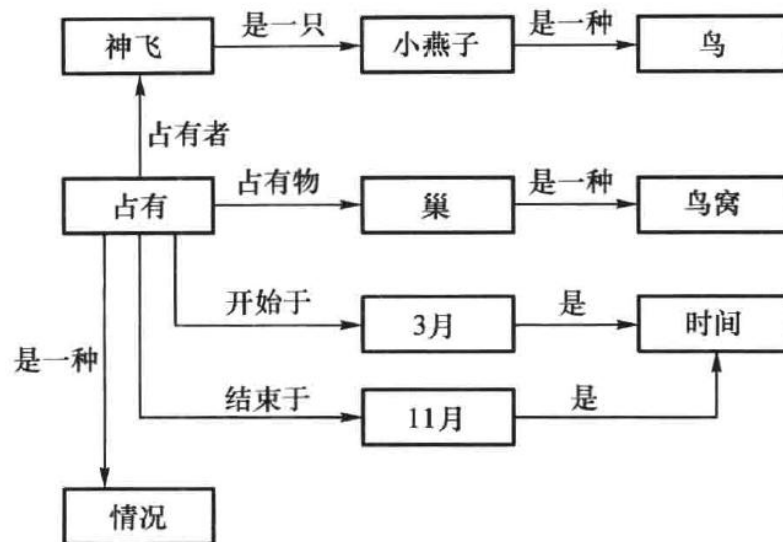 神飞 是一只 小燕子 是一种 鸟
占有者
占有 占有物 巢 是一种 鸟窝
开始于 3月 是 时间
是一种
结束于 11月 是
情况